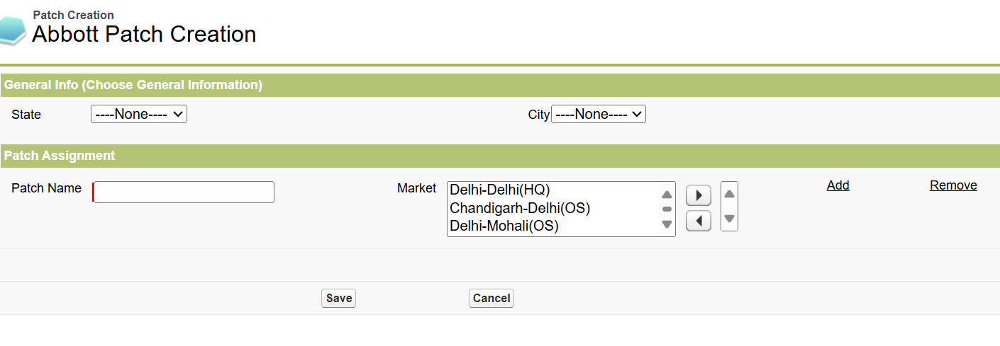 Patch Creation
Abbott Patch Creation
General Info (Choose General Information)
State ----None---- City ----None----
Patch Assignment
Patch Name Market Delhi-Delhi(HQ) Add Remove
Chandigarh-Delhi(OS)
Delhi-Mohali(OS)
Save Cancel